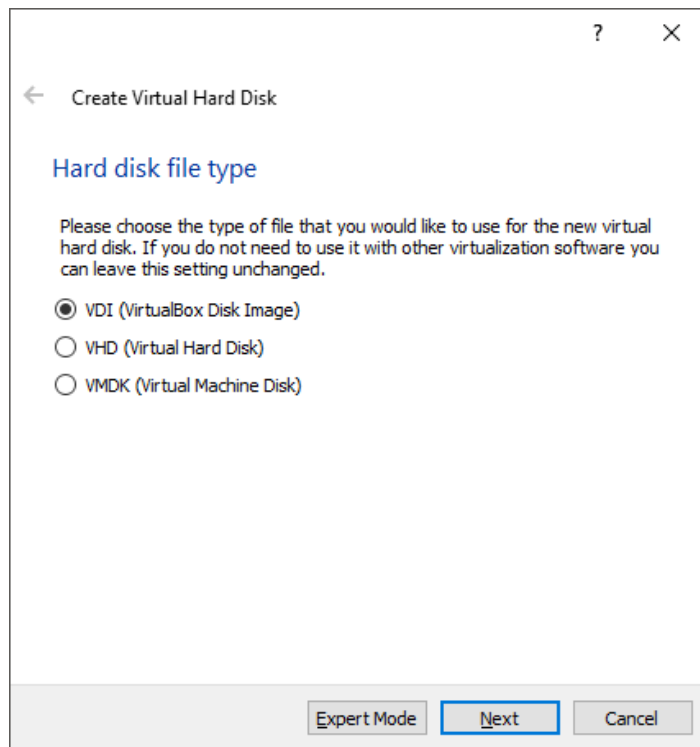 ?
Create Virtual Hard Disk
Hard disk file type
Please choose the type of file that you would like to use for the new virtual
hard disk. If you do not need to use it with other virtualization software you
can leave this setting unchanged.
VDI (VirtualBox Disk Image)
VHD (Virtual Hard Disk)
VMDK (Virtual Machine Disk)
Expert Mode Next Cancel